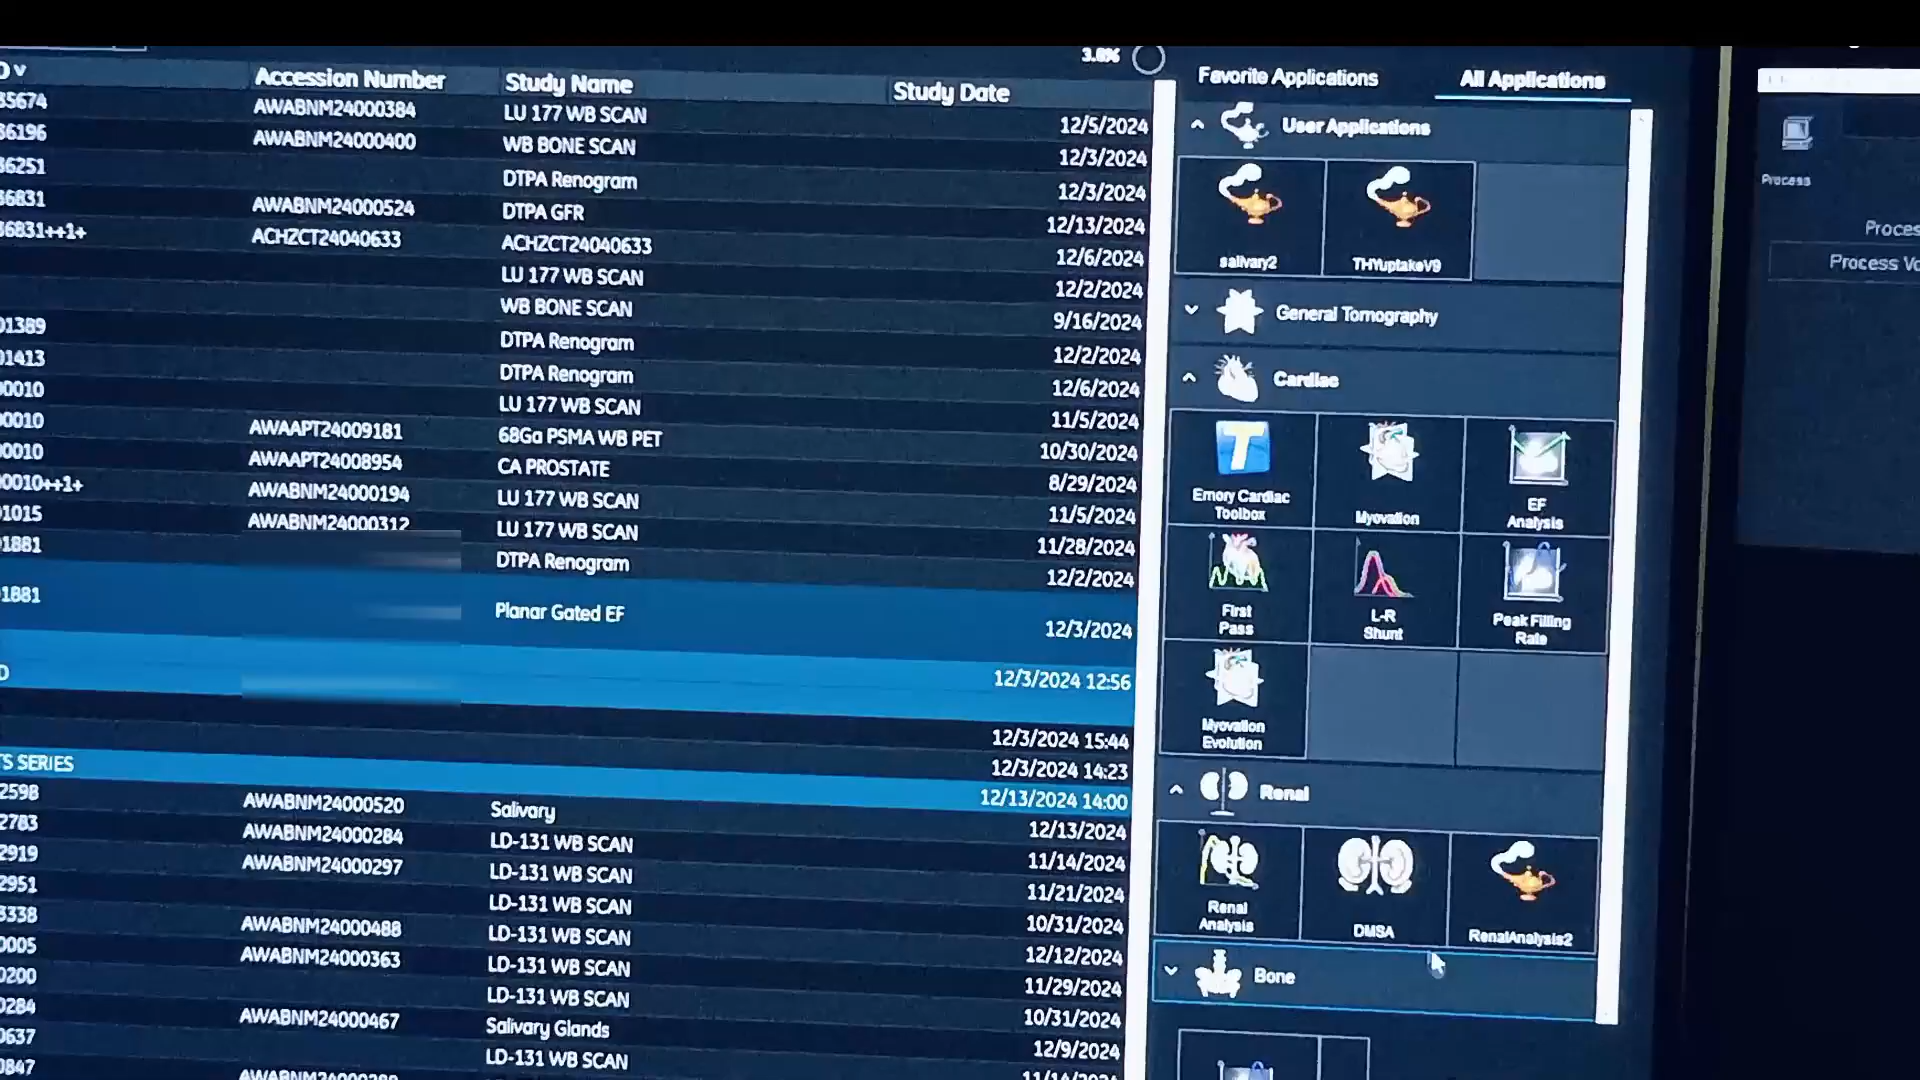 3.6%
Accession Number Study Name Study Date
35674 AWABNM24000384 LU 177 WB SCAN 12/5/2024
36196 AWABNM24000400 WB BONE SCAN 12/3/2024
36251 DTPA Renogram 12/3/2024
36831 AWABNM24000524 DTPA GFR 12/13/2024
36831++1+ ACHZCT24040633 ACHZCT24040633 12/6/2024
LU 177 WB SCAN 12/2/2024
WB BONE SCAN 9/16/2024
01389 DTPA Renogram 12/2/2024
01413 DTPA Renogram 12/6/2024
00010 LU 177 WB SCAN 11/5/2024
00010 AWAAPT24009181 68Ga PSMA WB PET 10/30/2024
00010 AWAAPT24008954 CA PROSTATE 8/29/2024
00010++1+ AWABNM24000194 LU 177 WB SCAN 11/5/2024
01015 AWABNM24000312 LU 177 WB SCAN 11/28/2024
1881 DTPA Renogram 12/2/2024
1881 Planar Gated EF 12/3/2024
12/3/2024 12:56
12/3/2024 15:44
12/3/2024 14:23
TS SERIES 12/13/2024 14:00
2598 AWABNM24000520 Salivary 12/13/2024
2783 AWABNM24000284 LD-131 WB SCAN 11/14/2024
2919 AWABNM24000297 LD-131 WB SCAN 11/21/2024
2951 LD-131 WB SCAN 10/31/2024
3338 AWABNM24000488 LD-131 WB SCAN 12/12/2024
0005 AWABNM24000363 LD-131 WB SCAN 11/29/2024
0200 LD-131 WB SCAN 10/31/2024
0284 AWABNM24000467 Salivary Glands 12/9/2024
0637 LD-131 WB SCAN
0847
Favorite Applications All Applications
User Applications
salivary2 THYuptakeV9
General Tomography
Cardiac
Emory Cardiac Toolbox
Myovation
EF Analysis
First Pass
L-R Shunt
Peak Filling Rate
Myovation Evolution
Renal
Renal Analysis
DMSA
RenalAnalysis2
Bone
Process
Proces
Process Vo